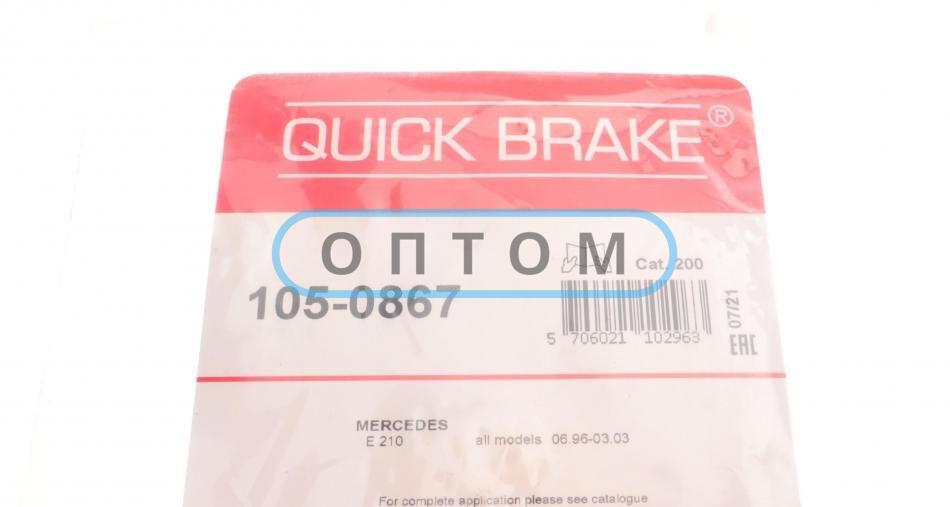 QUICK BRAKE®
ОПТОМ
Cat. 200
105-0867
5 706021 102963
07/21
EAC
MERCEDES
E 210 all models 06.96-03.03
For complete application please see catalogue